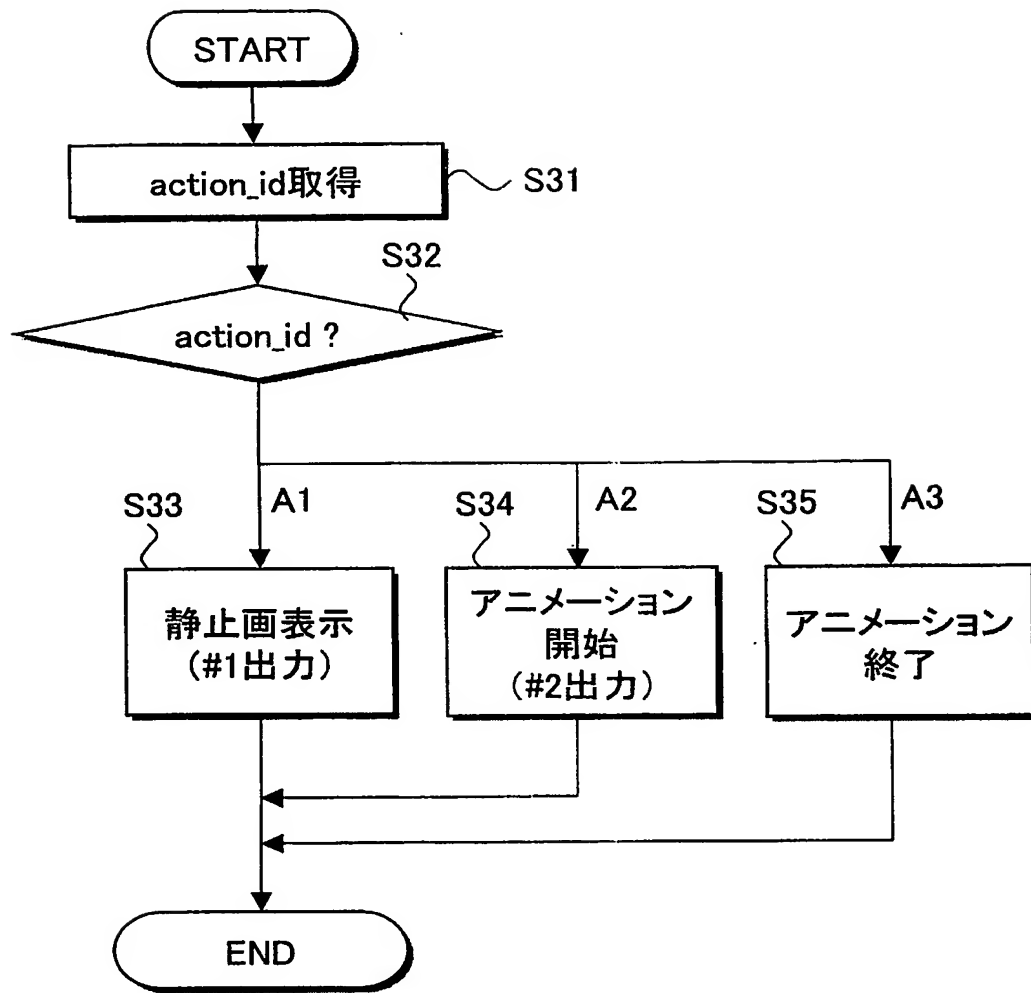 START
action_id取得
S31
S32
action_id ?
A1
A2
A3
S33
S34
S35
静止画表示
(#1出力)
アニメーション
開始
(#2出力)
アニメーション
終了
END